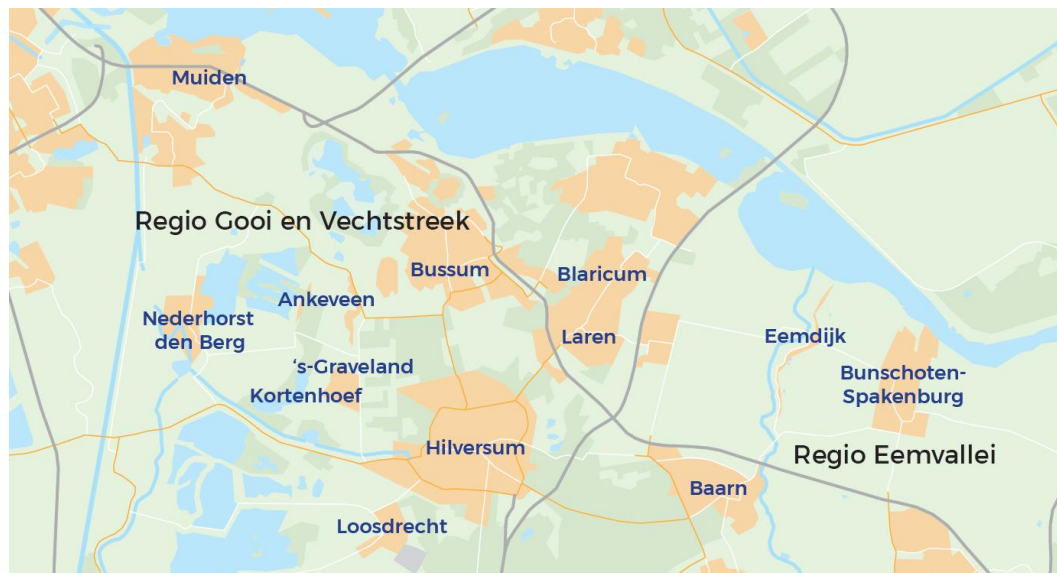 Muiden
Regio Gooi en Vechtstreek
Bussum
Blaricum
Ankeveen
Nederhorst
den Berg
Laren
Eemdijk
‘s-Graveland
Kortenhoef
Bunschoten-
Spakenburg
Hilversum
Regio Eemvallei
Baarn
Loosdrecht